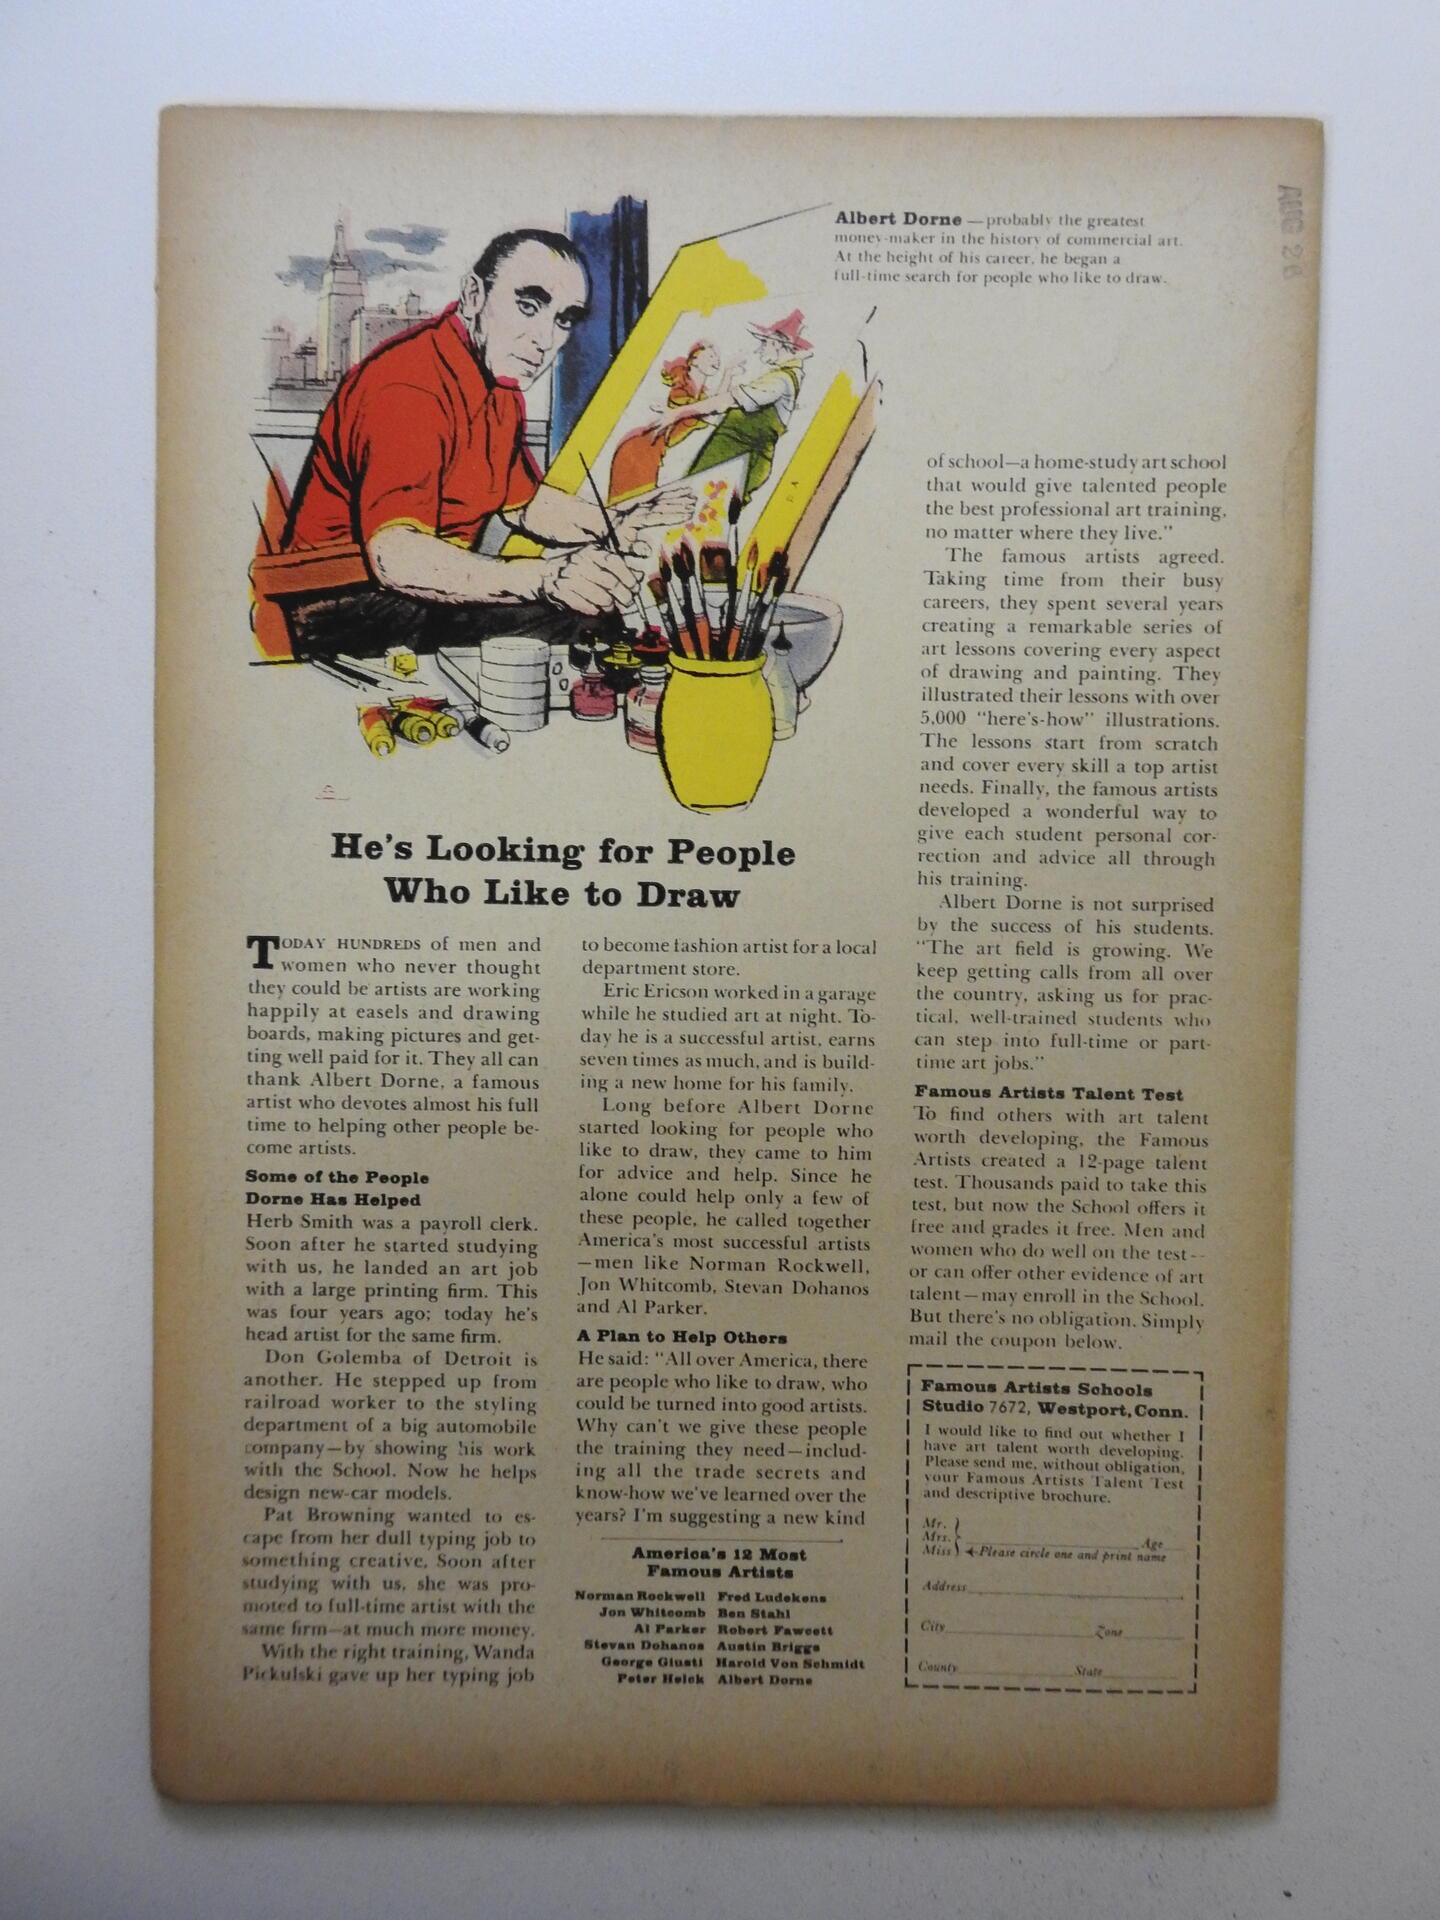 Albert Dorne — probably the greatest
money-maker in the history of commercial art.
At the height of his career, he began a
full-time search for people who like to draw.
AUG 26
He's Looking for People
Who Like to Draw
TODAY HUNDREDS of men and
women who never thought
they could be artists are working
happily at easels and drawing
boards, making pictures and get-
ting well paid for it. They all can
thank Albert Dorne, a famous
artist who devotes almost his full
time to helping other people be-
come artists.
Some of the People
Dorne Has Helped
Herb Smith was a payroll clerk.
Soon after he started studying
with us, he landed an art job
with a large printing firm. This
was four years ago; today he's
head artist for the same firm.
Don Golemba of Detroit is
another. He stepped up from
railroad worker to the styling
department of a big automobile
company—by showing his work
with the School. Now he helps
design new-car models.
Pat Browning wanted to es-
cape from her dull typing job to
something creative. Soon after
studying with us, she was pro-
moted to full-time artist with the
same firm—at much more money.
With the right training, Wanda
Pickulski gave up her typing job
to become fashion artist for a local
department store.
Eric Ericson worked in a garage
while he studied art at night. To-
day he is a successful artist, earns
seven times as much, and is build-
ing a new home for his family.
Long before Albert Dorne
started looking for people who
like to draw, they came to him
for advice and help. Since he
alone could help only a few of
these people, he called together
America's most successful artists
—men like Norman Rockwell,
Jon Whitcomb, Stevan Dohanos
and Al Parker.
A Plan to Help Others
He said: "All over America, there
are people who like to draw, who
could be turned into good artists.
Why can't we give these people
the training they need—includ-
ing all the trade secrets and
know-how we've learned over the
years? I'm suggesting a new kind
America's 12 Most
Famous Artists
Norman Rockwell Fred Ludekens
Jon Whitcomb Ben Stahl
Al Parker Robert Fawcett
Stevan Dohanos Austin Briggs
George Giusti Harold Von Schmidt
Peter Helck Albert Dorne
of school—a home-study art school
that would give talented people
the best professional art training,
no matter where they live."
The famous artists agreed.
Taking time from their busy
careers, they spent several years
creating a remarkable series of
art lessons covering every aspect
of drawing and painting. They
illustrated their lessons with over
5,000 "here's-how" illustrations.
The lessons start from scratch
and cover every skill a top artist
needs. Finally, the famous artists
developed a wonderful way to
give each student personal cor-
rection and advice all through
his training.
Albert Dorne is not surprised
by the success of his students.
"The art field is growing. We
keep getting calls from all over
the country, asking us for prac-
tical, well-trained students who
can step into full-time or part-
time art jobs."
Famous Artists Talent Test
To find others with art talent
worth developing, the Famous
Artists created a 12-page talent
test. Thousands paid to take this
test, but now the School offers it
free and grades it free. Men and
women who do well on the test--
or can offer other evidence of art
talent—may enroll in the School.
But there's no obligation. Simply
mail the coupon below.
Famous Artists Schools
Studio 7672, Westport, Conn.
I would like to find out whether I
have art talent worth developing.
Please send me, without obligation,
your Famous Artists Talent Test
and descriptive brochure.
Mr.
Mrs. Age
Miss Please circle one and print name
Address
City Zone
County State